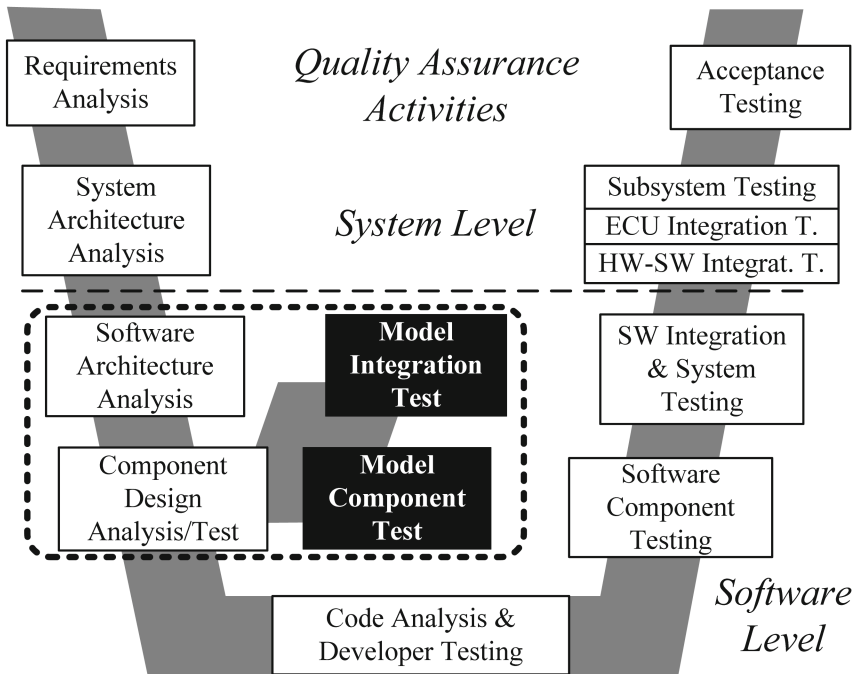 Requirements
Analysis
Quality Assurance
Activities
Acceptance
Testing
System
Architecture
Analysis
System Level
Subsystem Testing
ECU Integration T.
HW-SW Integrat. T.
Software
Architecture
Analysis
Model
Integration
Test
SW Integration
& System
Testing
Component
Design
Analysis/Test
Model
Component
Test
Software
Component
Testing
Code Analysis &
Developer Testing
Software
Level